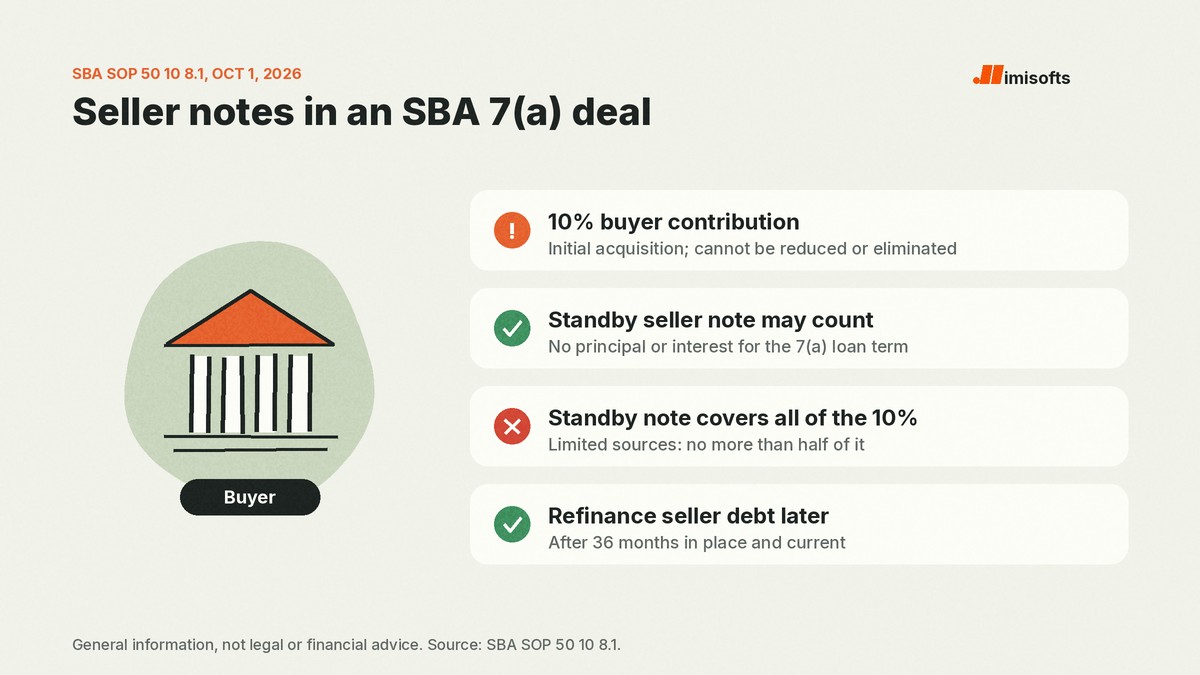 SBA SOP 50 10 8.1, OCT 1, 2026
imisofts
Seller notes in an SBA 7(a) deal
10% buyer contribution
Initial acquisition; cannot be reduced or eliminated
Standby seller note may count
No principal or interest for the 7(a) loan term
Standby note covers all of the 10%
Limited sources: no more than half of it
Refinance seller debt later
After 36 months in place and current
Buyer
General information, not legal or financial advice. Source: SBA SOP 50 10 8.1.